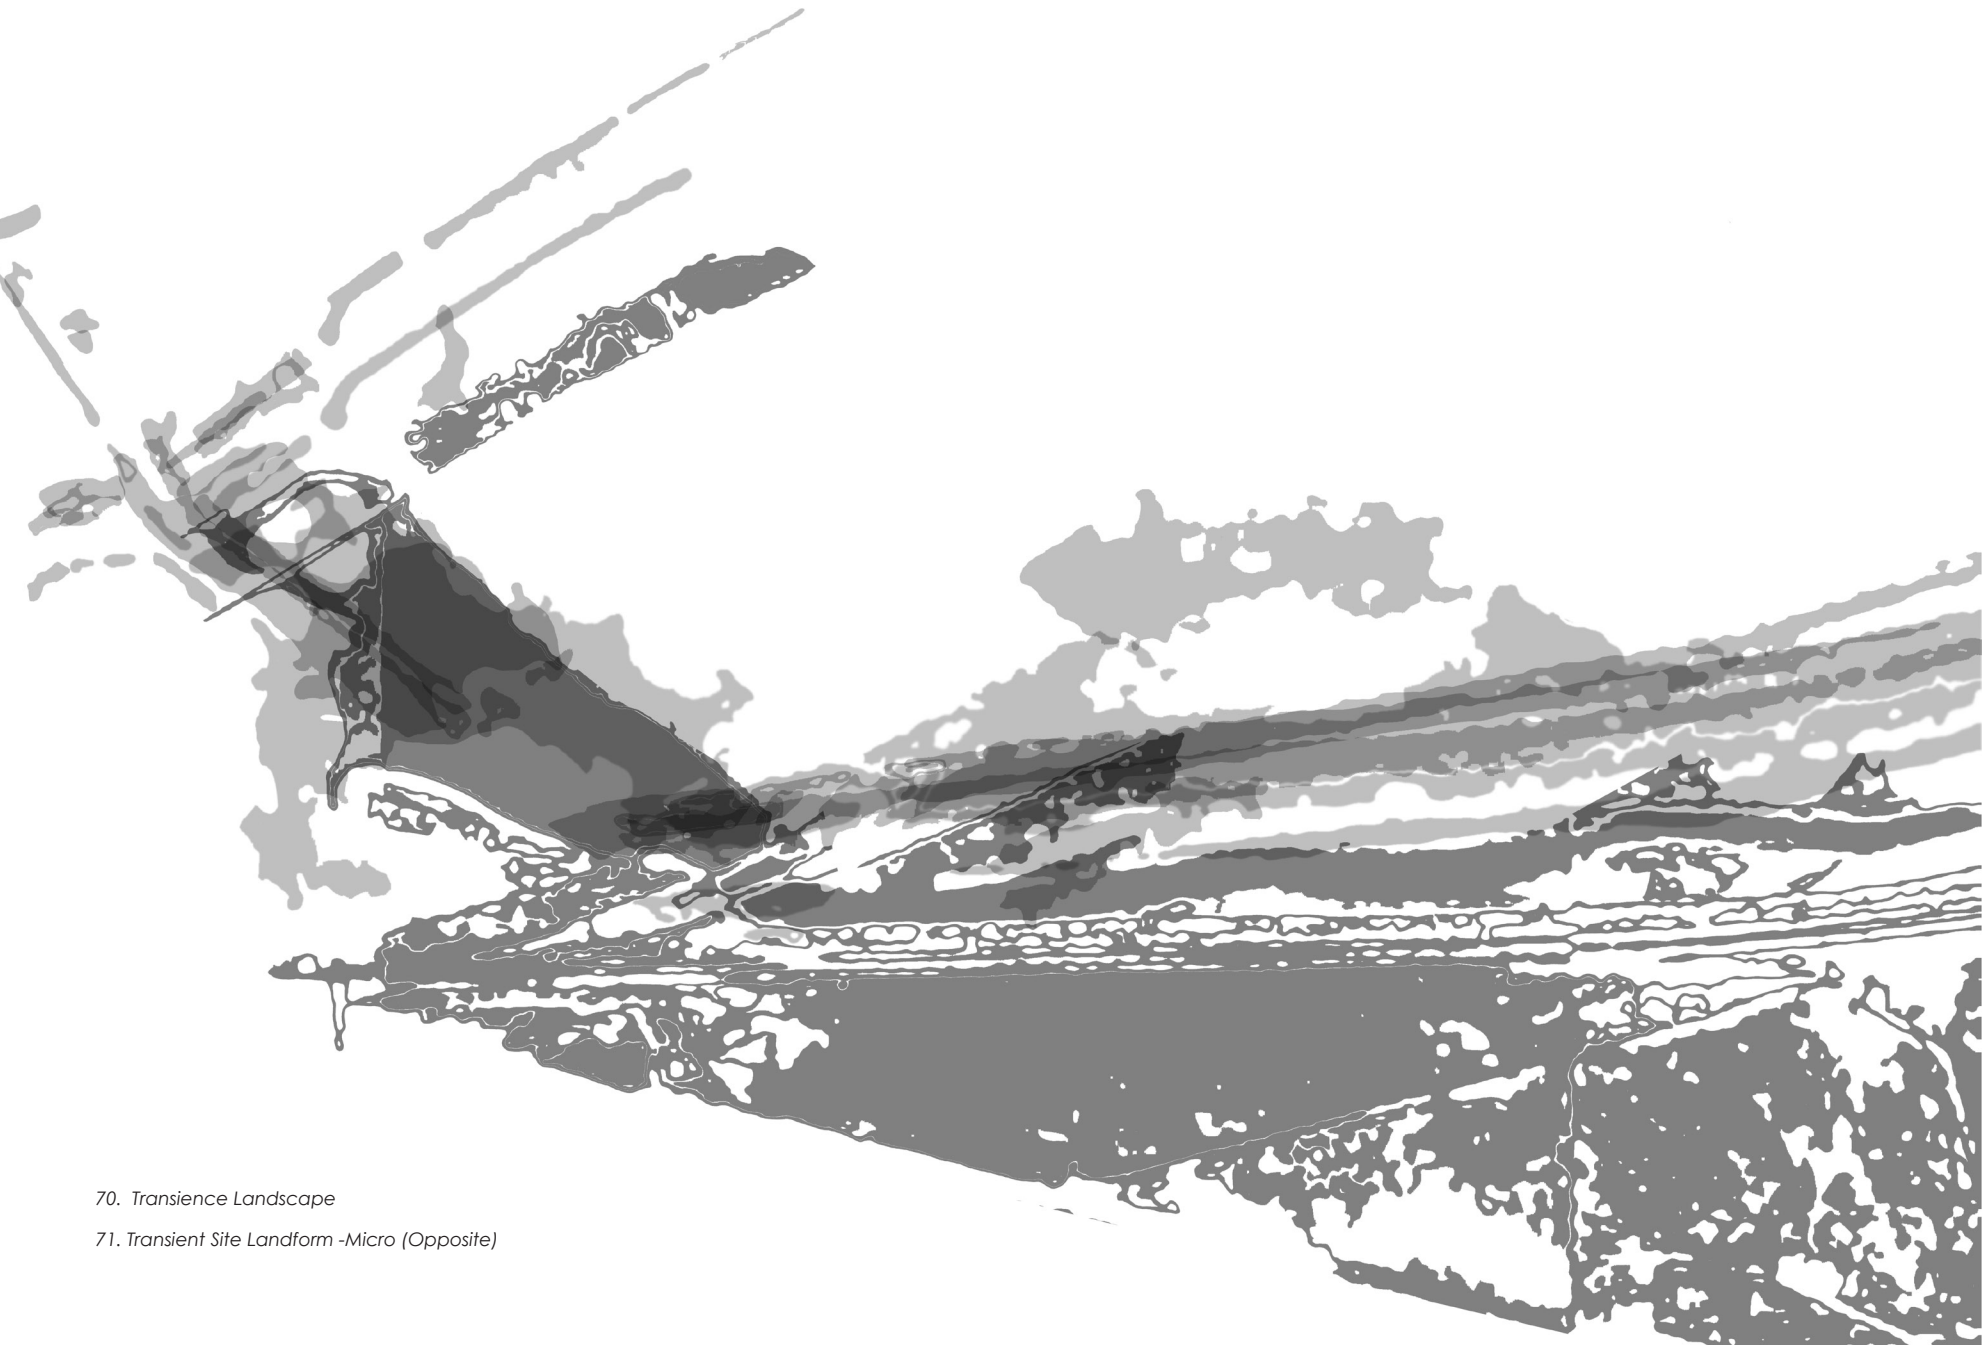 70.  Transience Landscape
71. Transient Site Landform -Micro (Opposite)